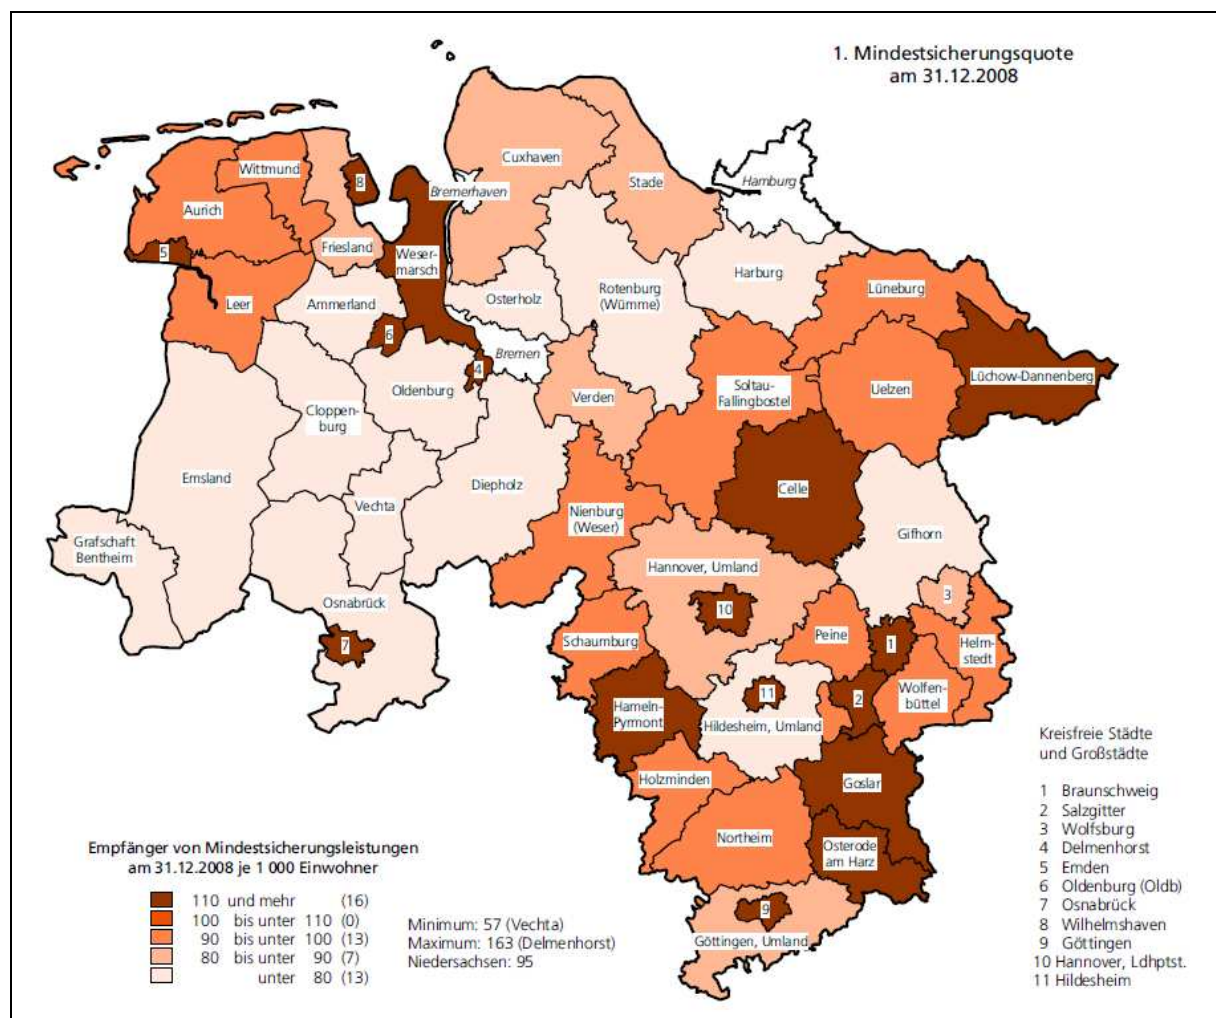 1. Mindestsicherungsquote
am 31.12.2008
Cuxhaven
Wittmund
Stade
Hamburg
8
Bremerhaven
Aurich
Friesland
5
Weser-
marsch
Harburg
Rotenburg
(Wümme)
Lüneburg
Leer
Ammerland
Osterholz
6
Bremen
4
Lüchow-Dannenberg
Oldenburg
Soltau-
Fallingbostel
Uelzen
Verden
Cloppen-
burg
Emsland
Diepholz
Celle
Vechta
Nienburg
(Weser)
Gifhorn
Grafschaft
Bentheim
Hannover, Umland
3
Osnabrück
10
7
Schaumburg
Peine
1
Helm-
stedt
11
2
Wolfen-
büttel
Hameln-
Pyrmont
Hildesheim, Umland
Holzminden
Goslar
Northeim
Osterode
am Harz
9
Göttingen, Umland
Kreisfreie Städte
und Großstädte
1 Braunschweig
2 Salzgitter
3 Wolfsburg
4 Delmenhorst
5 Emden
6 Oldenburg (Oldb)
7 Osnabrück
8 Wilhelmshaven
9 Göttingen
10 Hannover, Ldhptst.
11 Hildesheim
Empfänger von Mindestsicherungsleistungen
am 31.12.2008 je 1 000 Einwohner
110 und mehr (16)
100 bis unter 110 (0)
90 bis unter 100 (13)
80 bis unter 90 (7)
unter 80 (13)
Minimum: 57 (Vechta)
Maximum: 163 (Delmenhorst)
Niedersachsen: 95